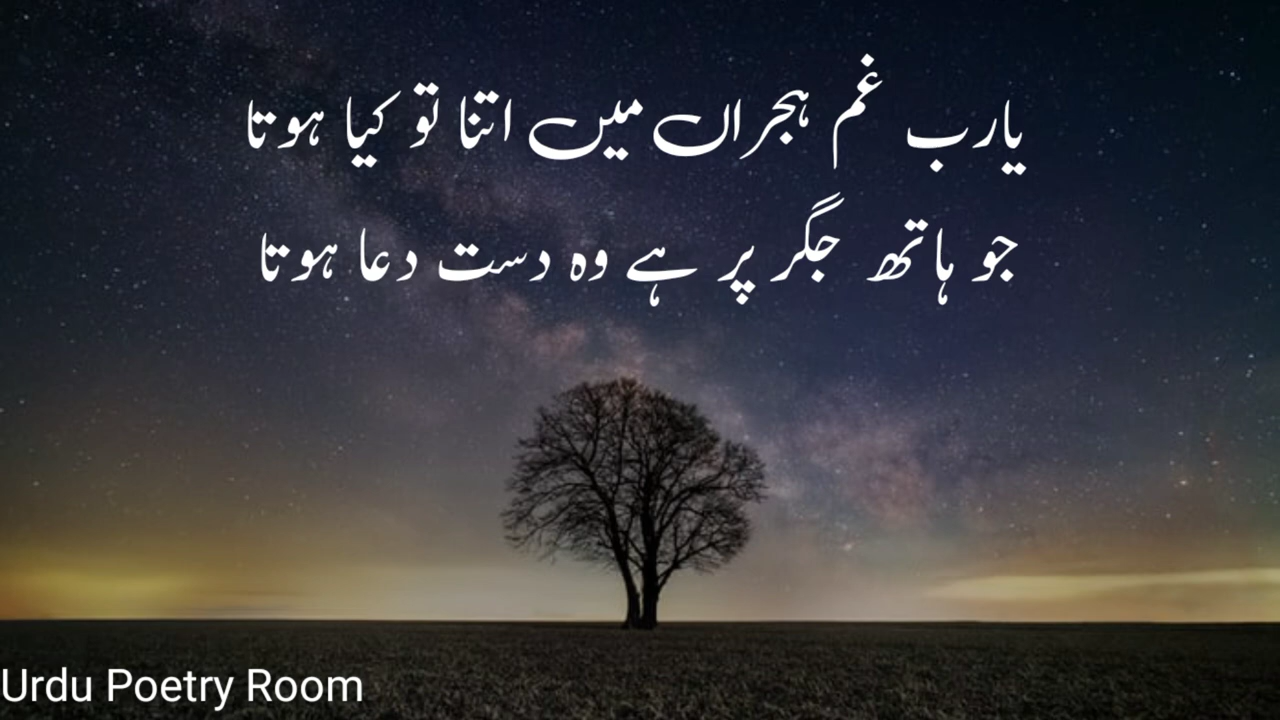 یارب غم ہجراں میں اتنا تو کیا ہوتا
جو ہاتھ جگر پر ہے وہ دست دعا ہوتا
Urdu Poetry Room